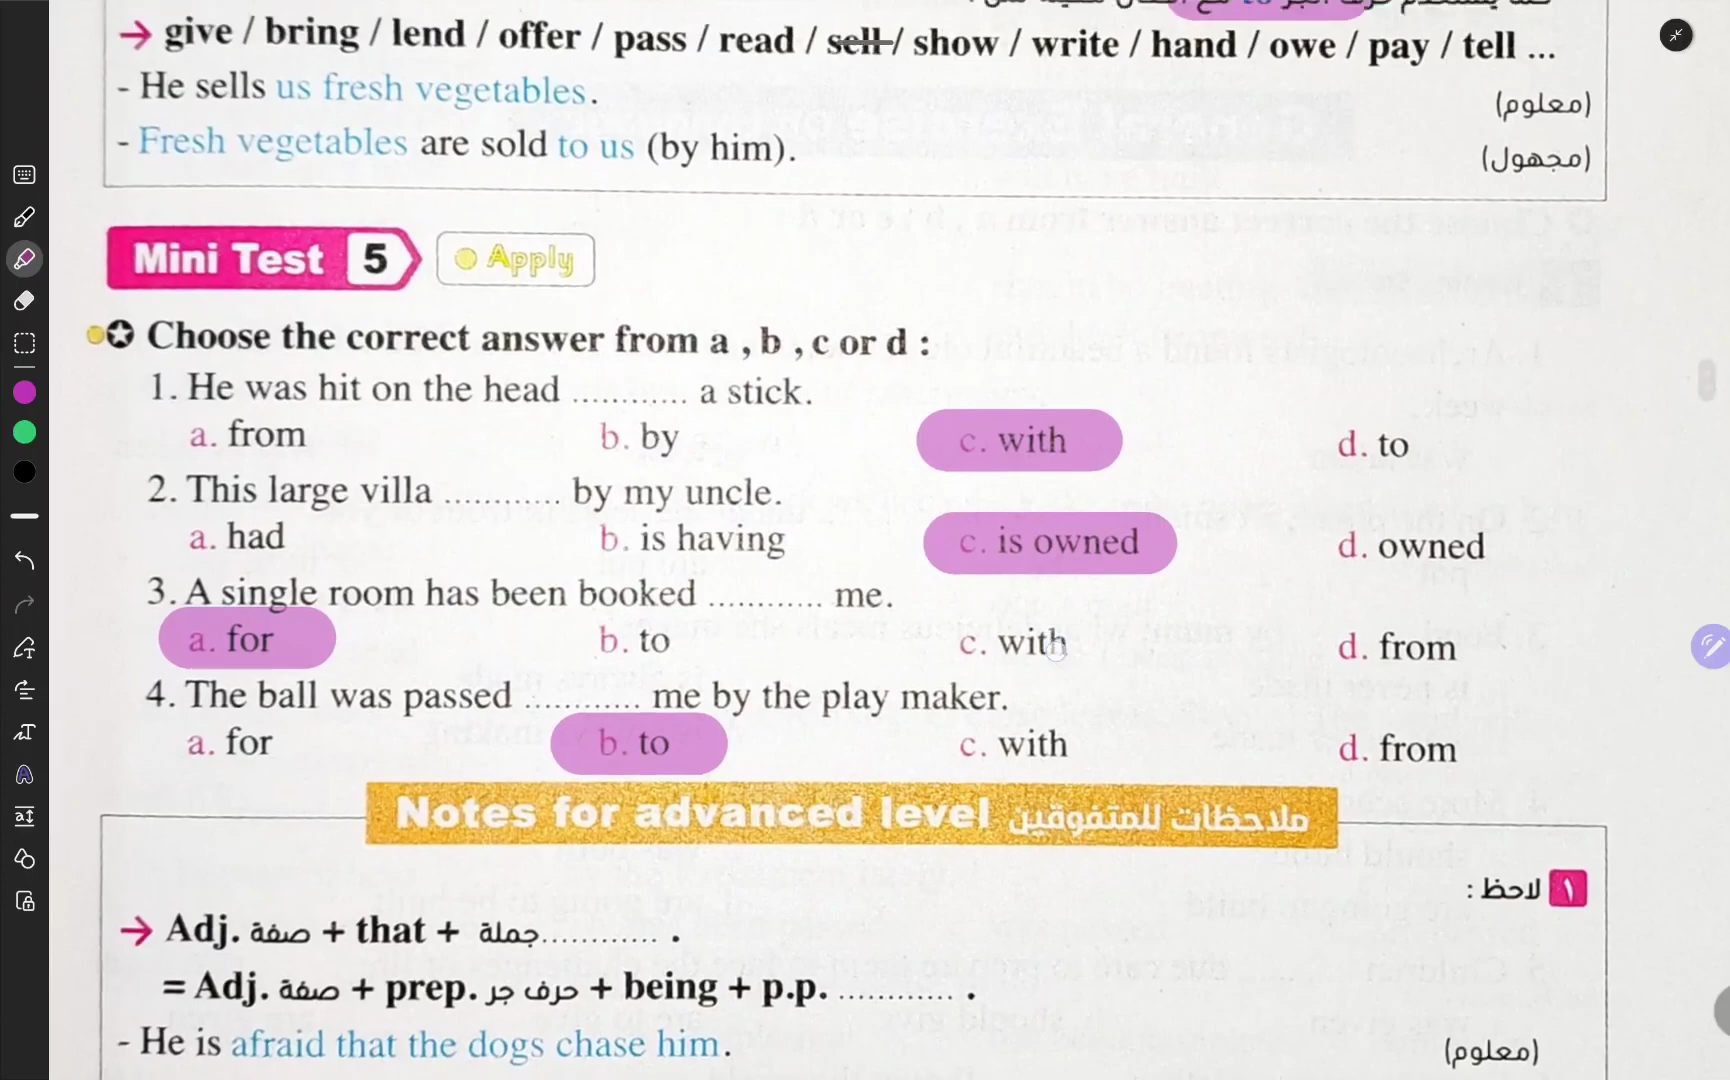 → give / bring / lend / offer / pass / read / sell / show / write / hand / owe / pay / tell ...
- He sells us fresh vegetables.
(معلوم)
- Fresh vegetables are sold to us (by him).
(مجهول)
Mini Test 5 Apply
Choose the correct answer from a , b , c or d :
1. He was hit on the head ............ a stick.
a. from b. by c. with d. to
2. This large villa ............ by my uncle.
a. had b. is having c. is owned d. owned
3. A single room has been booked ............ me.
a. for b. to c. with d. from
4. The ball was passed ............ me by the play maker.
a. for b. to c. with d. from
Notes for advanced level ملاحظات للمتفوقين
١ لاحظ :
→ Adj. صفة + that + جملة............ .
= Adj. صفة + prep. حرف جر + being + p.p. ............ .
- He is afraid that the dogs chase him.
(معلوم)